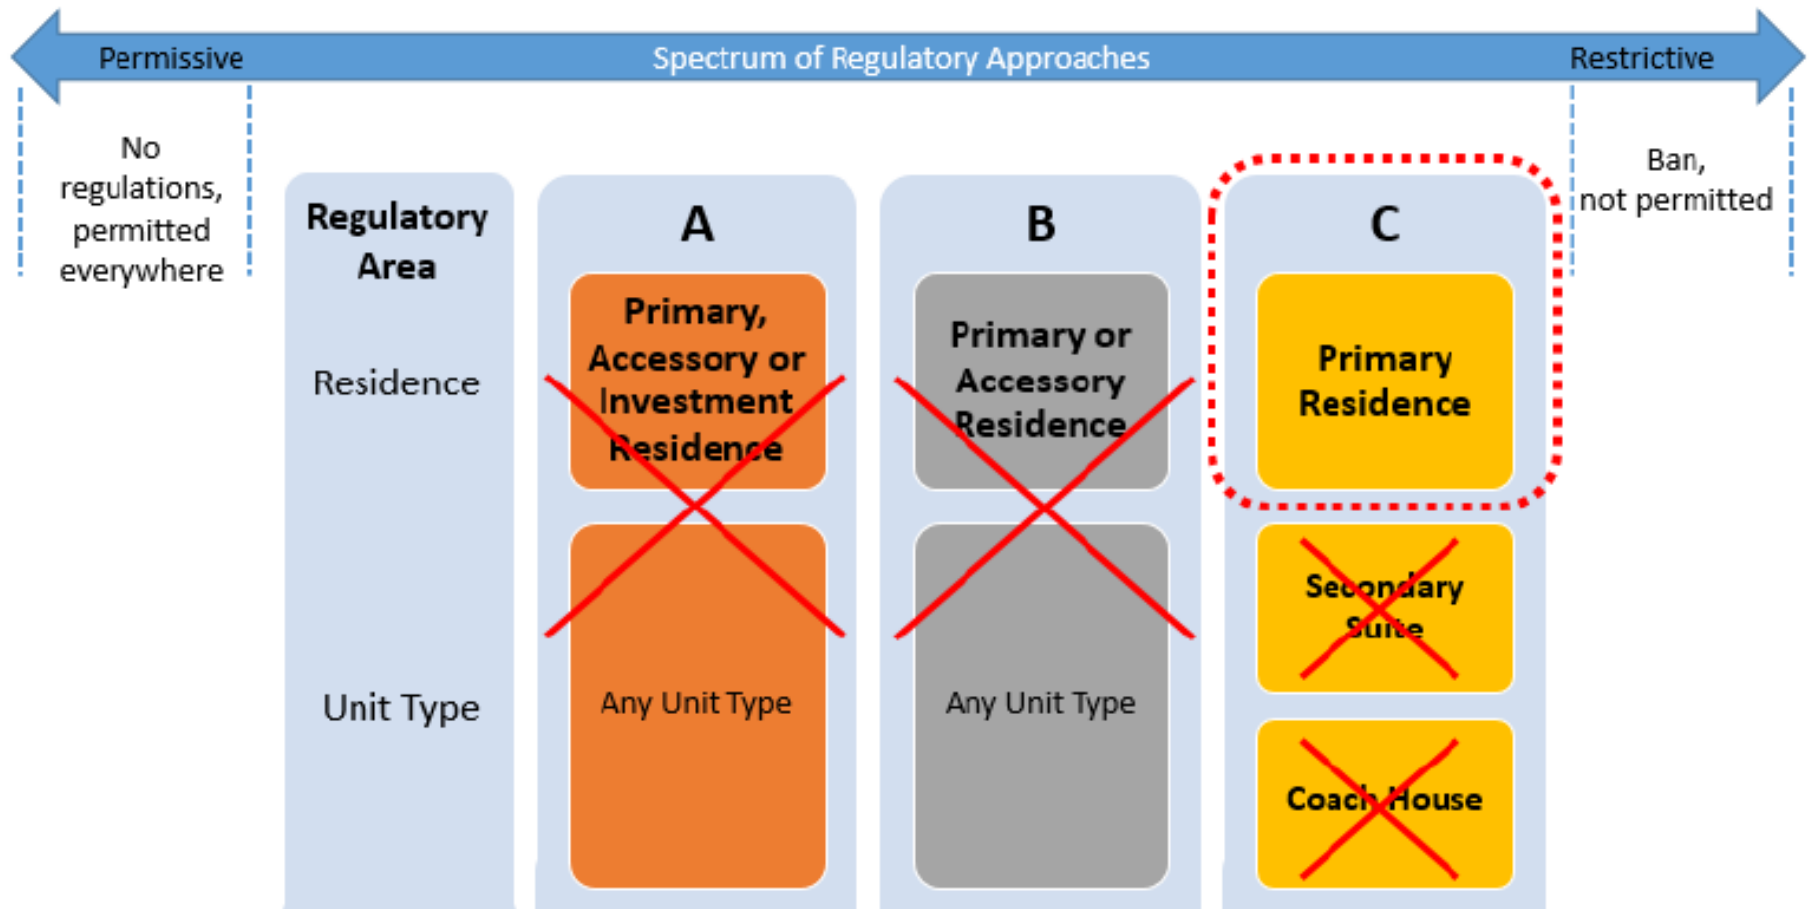 Permissive
Spectrum of Regulatory Approaches
Restrictive
No
regulations,
permitted
everywhere
Ban,
not permitted
Regulatory
Area
Residence
Unit Type
A
Primary,
Accessory or
Investment
Residence
Any Unit Type
B
Primary or
Accessory
Residence
Any Unit Type
C
Primary
Residence
Secondary
Suite
Coach House